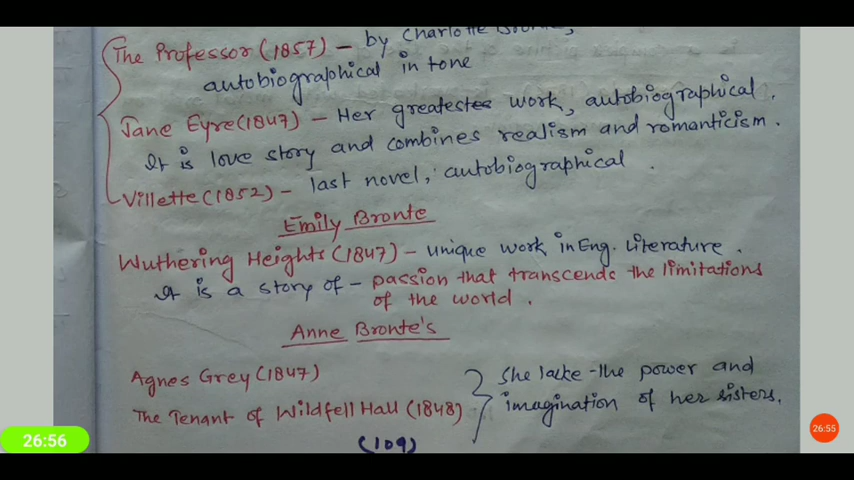 The Professor (1857) - by Charlotte
autobiographical in tone
Jane Eyre (1847) - Her greatest work, autobiographical.
It is love story and combines realism and romanticism.
Villette (1852) - last novel, autobiographical
Emily Bronte
Wuthering Heights (1847) - unique work in Eng. Literature.
It is a story of - passion that transcends the limitations
of the world.
Anne Bronte's
Agnes Grey (1847)
She lacks the power and
The Tenant of Wildfell Hall (1848)
imagination of her sisters.
(109)
26:56
26:55